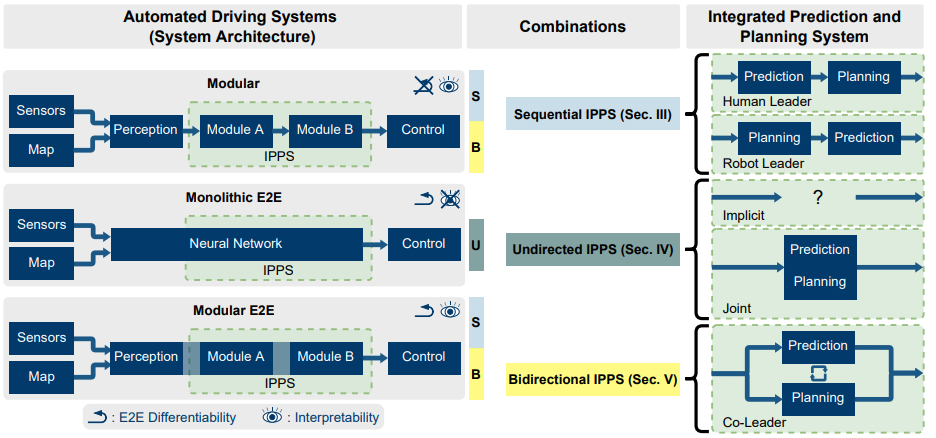 Automated Driving Systems
(System Architecture)
Combinations
Integrated Prediction and
Planning System
Modular
Sensors
Map
Perception
Module A
Module B
IPPS
Control
S
B
Monolithic E2E
Sensors
Map
Neural Network
IPPS
Control
U
Modular E2E
Sensors
Map
Perception
Module A
Module B
IPPS
Control
S
B
: E2E Differentiability
: Interpretability
Sequential IPPS (Sec. III)
Undirected IPPS (Sec. IV)
Bidirectional IPPS (Sec. V)
Prediction
Planning
Human Leader
Planning
Prediction
Robot Leader
?
Implicit
Prediction
Planning
Joint
Prediction
Planning
Co-Leader